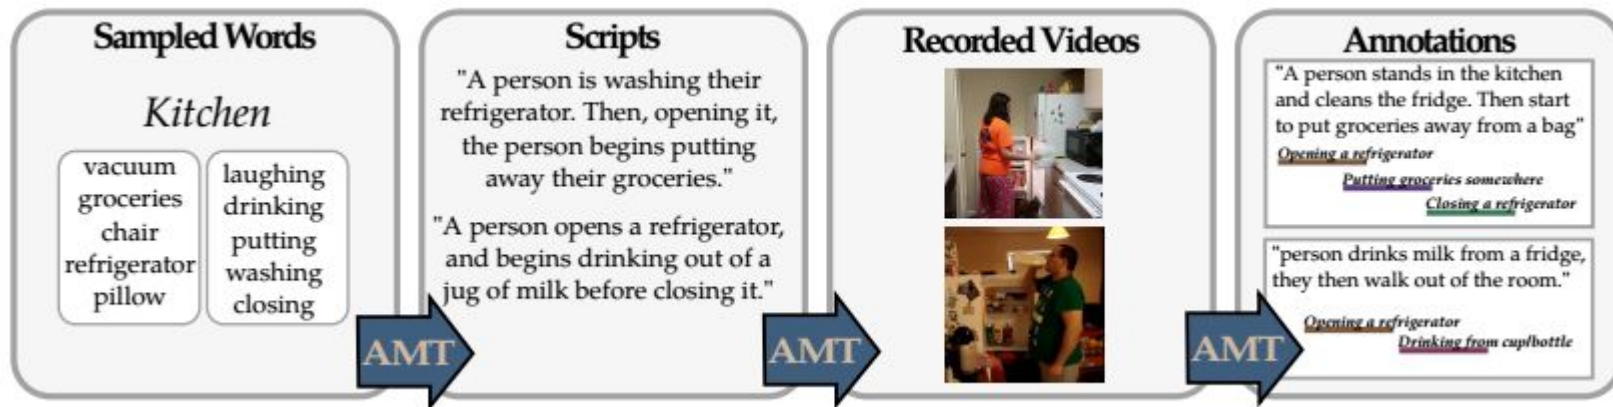 Sampled Words
Kitchen
vacuum
groceries
chair
refrigerator
pillow
laughing
drinking
putting
washing
closing
AMT
Scripts
"A person is washing their
refrigerator. Then, opening it,
the person begins putting
away their groceries."
"A person opens a refrigerator,
and begins drinking out of a
jug of milk before closing it."
AMT
Recorded Videos
AMT
Annotations
"A person stands in the kitchen
and cleans the fridge. Then start
to put groceries away from a bag"
Opening a refrigerator
Putting groceries somewhere
Closing a refrigerator
"person drinks milk from a fridge,
they then walk out of the room."
Opening a refrigerator
Drinking from cup/bottle